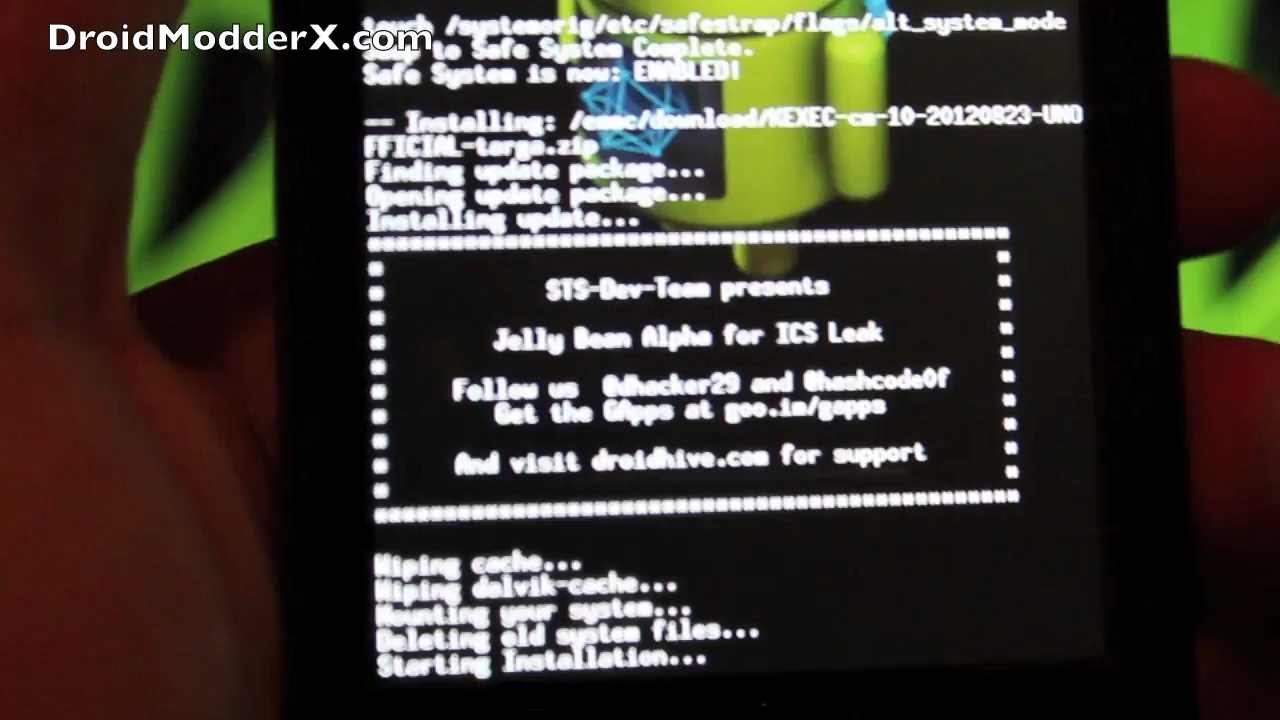 DroidModderX.com
touch /systemorig/etc/safestrap/flags/alt_system_mode
to Safe System Complete.
Safe System is now: ENABLED!
-- Installing: /emmc/download/KEXEC-cm-10-20120823-UNO
FFICIAL-targa.zip
Finding update package...
Opening update package...
Installing update...
STS-Dev-Team presents
Jelly Bean Alpha for ICS Leak
Follow us @dhacker29 and @hashcode0f
Get the GApps at goo.im/gapps
And visit droidhive.com for support
Wiping cache...
Wiping dalvik-cache...
Mounting your system...
Deleting old system files...
Starting Installation...